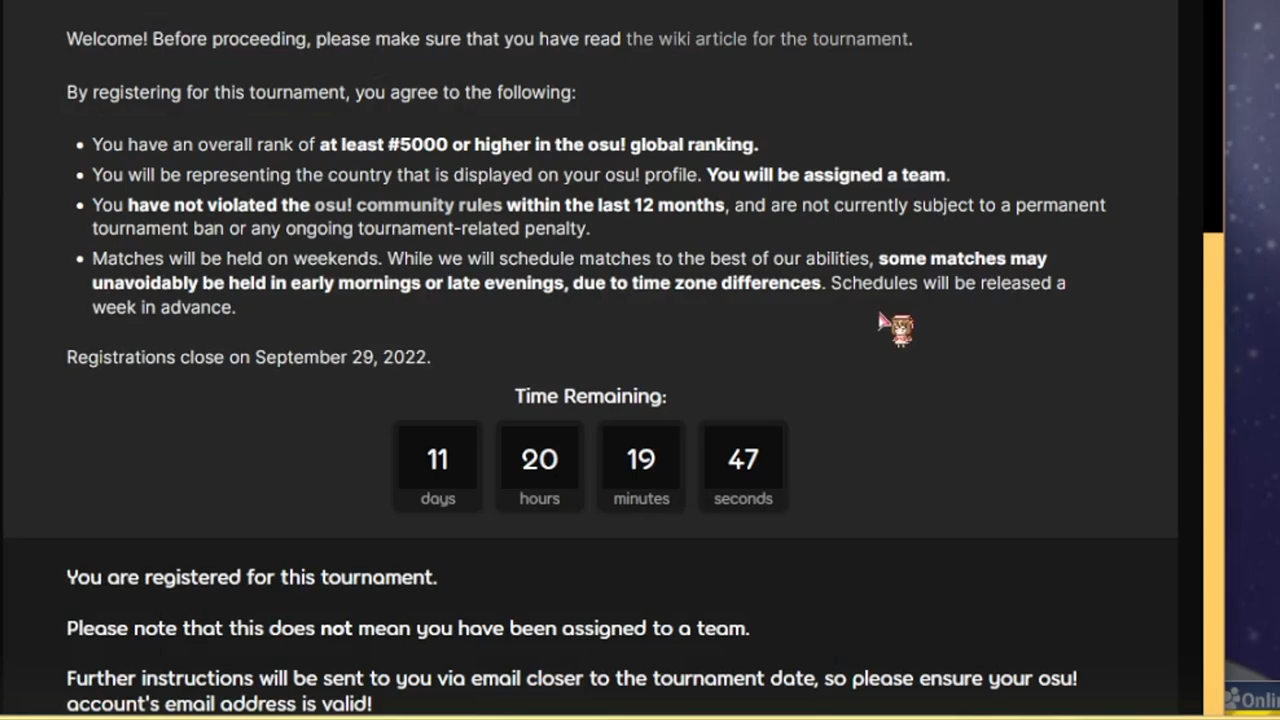 Welcome! Before proceeding, please make sure that you have read the wiki article for the tournament.
By registering for this tournament, you agree to the following:
• You have an overall rank of at least #5000 or higher in the osu! global ranking.
• You will be representing the country that is displayed on your osu! profile. You will be assigned a team.
• You have not violated the osu! community rules within the last 12 months, and are not currently subject to a permanent
tournament ban or any ongoing tournament-related penalty.
• Matches will be held on weekends. While we will schedule matches to the best of our abilities, some matches may
unavoidably be held in early mornings or late evenings, due to time zone differences. Schedules will be released a
week in advance.
Registrations close on September 29, 2022.
Time Remaining:
11 20 19 47
days hours minutes seconds
You are registered for this tournament.
Please note that this does not mean you have been assigned to a team.
Further instructions will be sent to you via email closer to the tournament date, so please ensure your osu!
account's email address is valid!